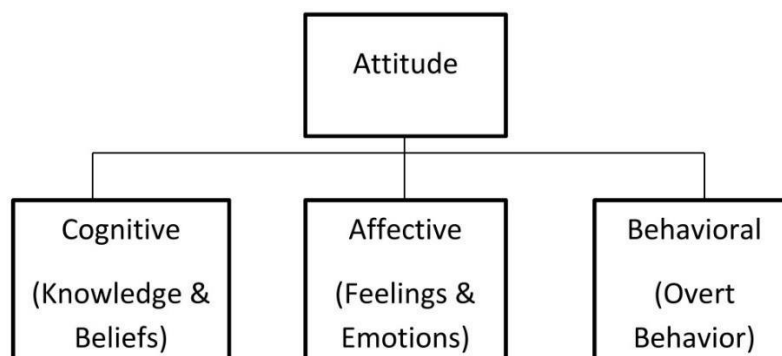 Attitude
Cognitive
(Knowledge &
Beliefs)
Affective
(Feelings &
Emotions)
Behavioral
(Overt
Behavior)